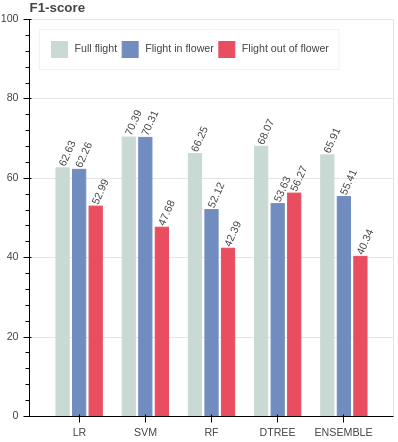 F1-score
100
80
60
40
20
0
Full flight Flight in flower Flight out of flower
62.63 62.26 52.99
70.39 70.31 47.68
66.25 52.12 42.39
68.07 53.63 56.27
65.91 55.41 40.34
LR SVM RF DTREE ENSEMBLE